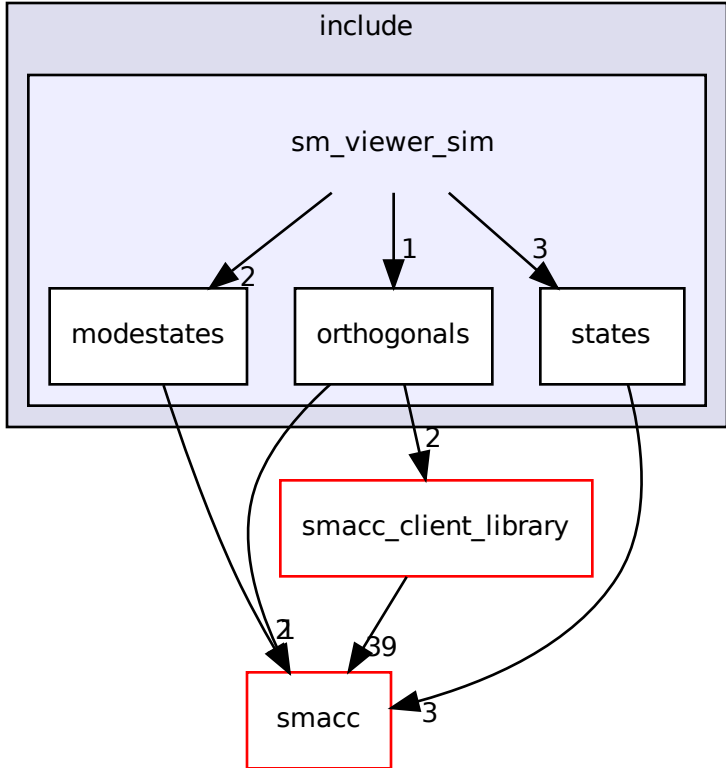 include
sm_viewer_sim
2
1
3
modestates
orthogonals
states
2
smacc_client_library
2
1
39
3
smacc